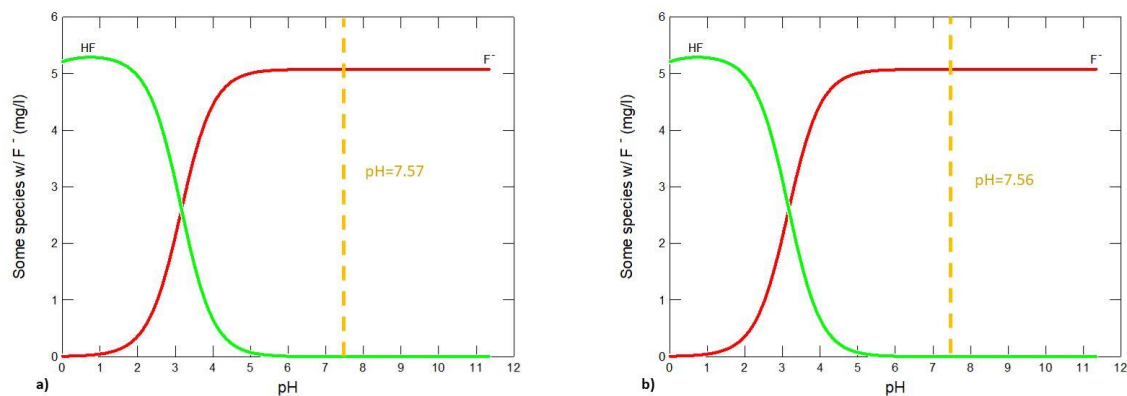 6
5
4
3
2
1
0
Some species w/ F⁻ (mg/l)
HF
F⁻
pH=7.57
0 1 2 3 4 5 6 7 8 9 10 11 12
pH
a)
6
5
4
3
2
1
0
Some species w/ F⁻ (mg/l)
HF
F⁻
pH=7.56
0 1 2 3 4 5 6 7 8 9 10 11 12
pH
b)